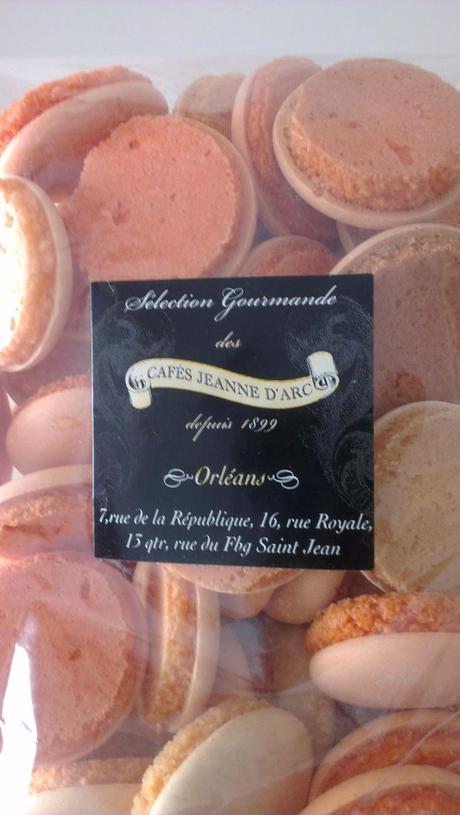 Sélection Gourmande
des
CAFÉS JEANNE D'ARC
depuis 1899
Orléans
7,rue de la République, 16, rue Royale,
15 qtr, rue du Fbg Saint Jean